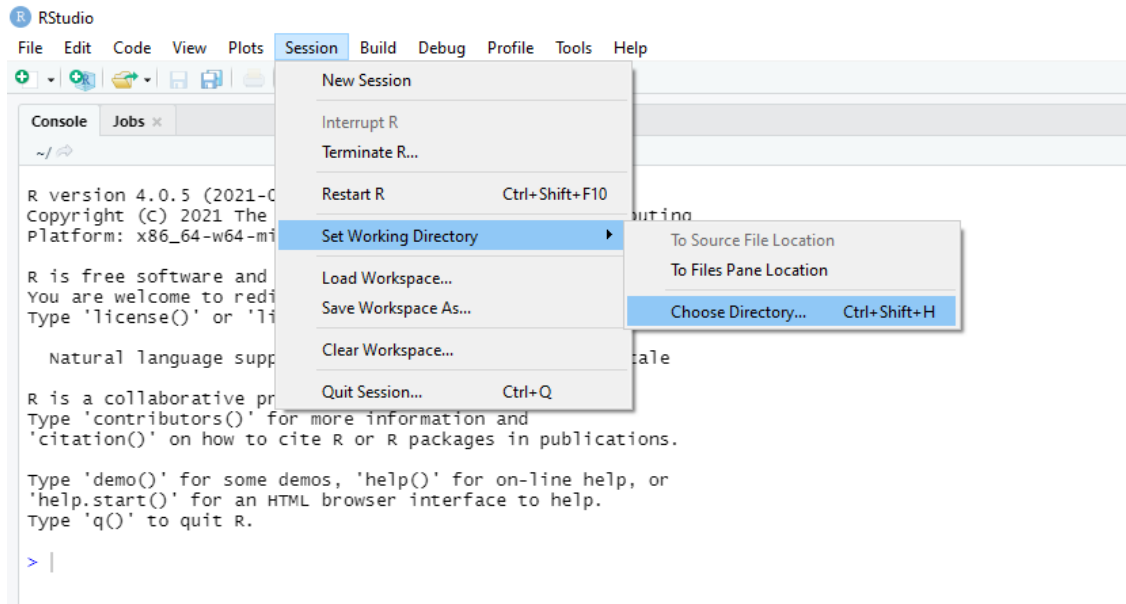 RStudio
File Edit Code View Plots Session Build Debug Profile Tools Help
New Session
Interrupt R
Terminate R...
Restart R Ctrl+Shift+F10
Set Working Directory
Load Workspace...
Save Workspace As...
Clear Workspace...
Quit Session... Ctrl+Q
To Source File Location
To Files Pane Location
Choose Directory... Ctrl+Shift+H
Console Jobs
~/
R version 4.0.5 (2021-0
Copyright (C) 2021 The uting
Platform: x86_64-w64-mi
R is free software and
You are welcome to redi
Type 'license()' or 'li
Natural language supp ale
R is a collaborative pr
Type 'contributors()' for more information and
'citation()' on how to cite R or R packages in publications.
Type 'demo()' for some demos, 'help()' for on-line help, or
'help.start()' for an HTML browser interface to help.
Type 'q()' to quit R.
>